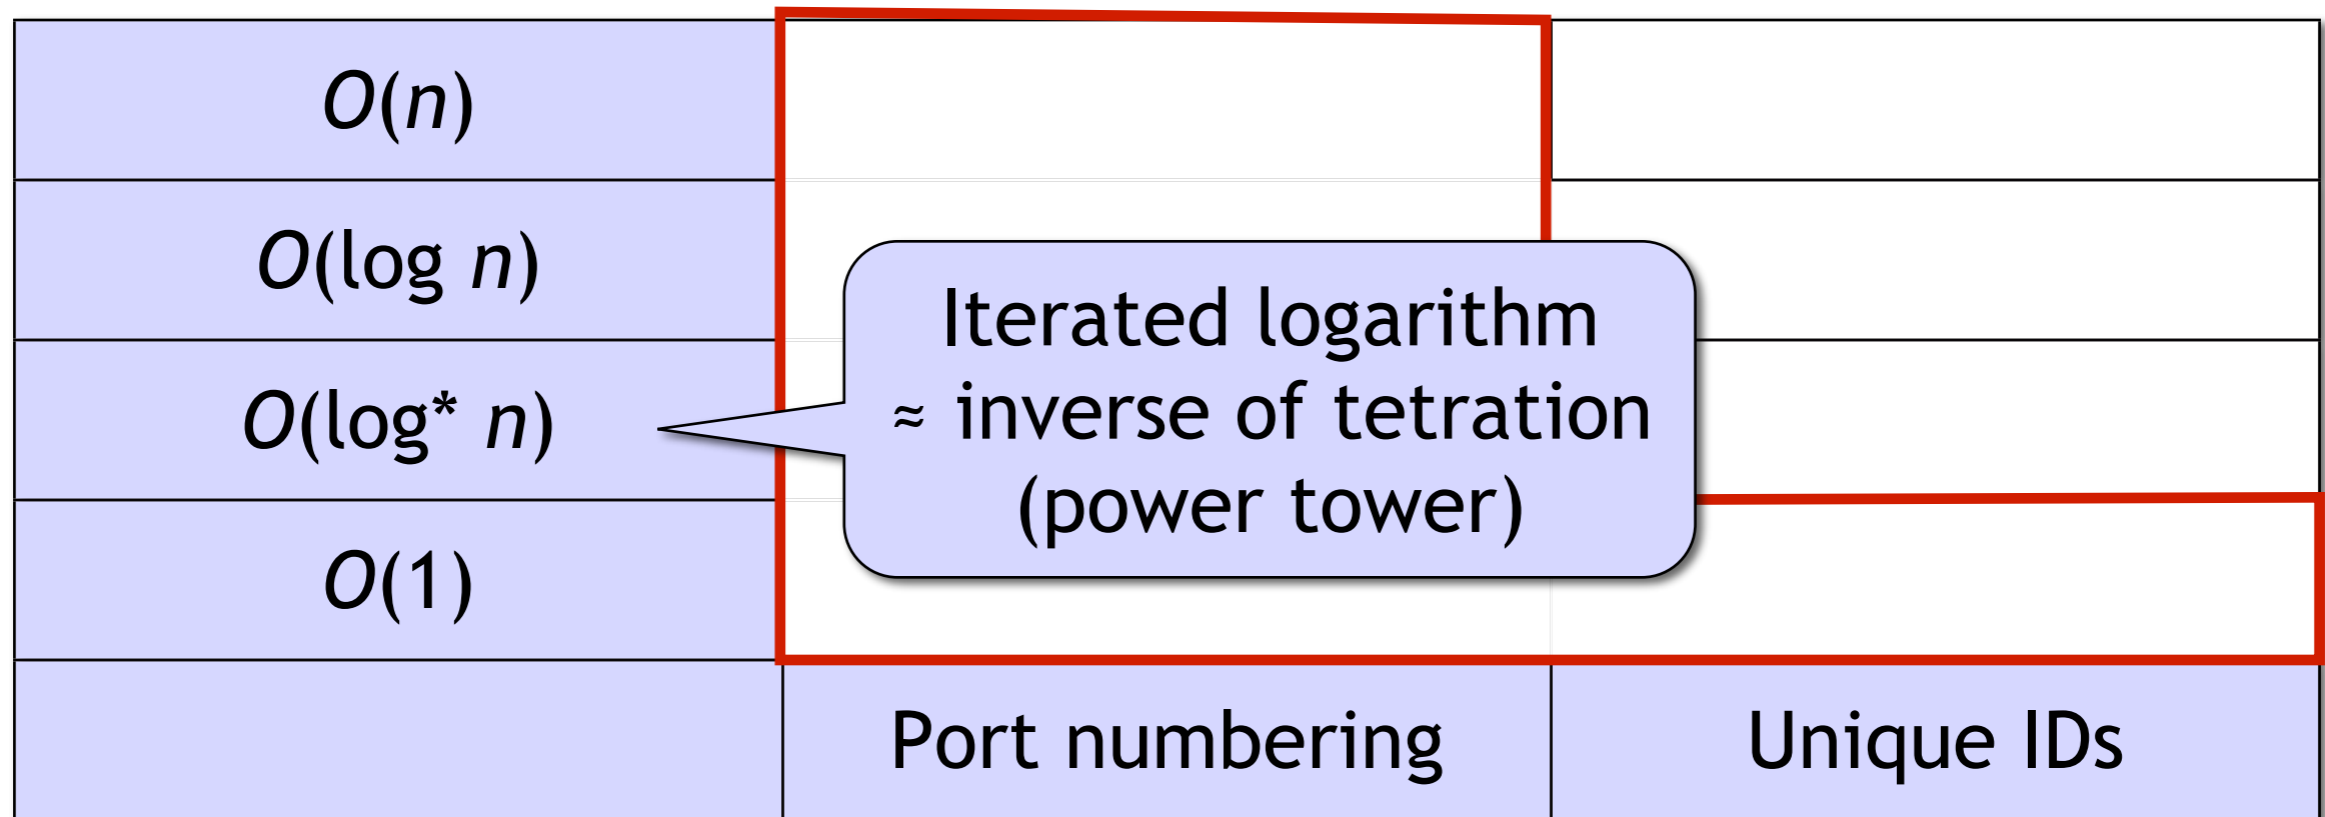 O(n)
O(log n)
Iterated logarithm
≈ inverse of tetration
(power tower)
O(log* n)
O(1)
Port numbering
Unique IDs